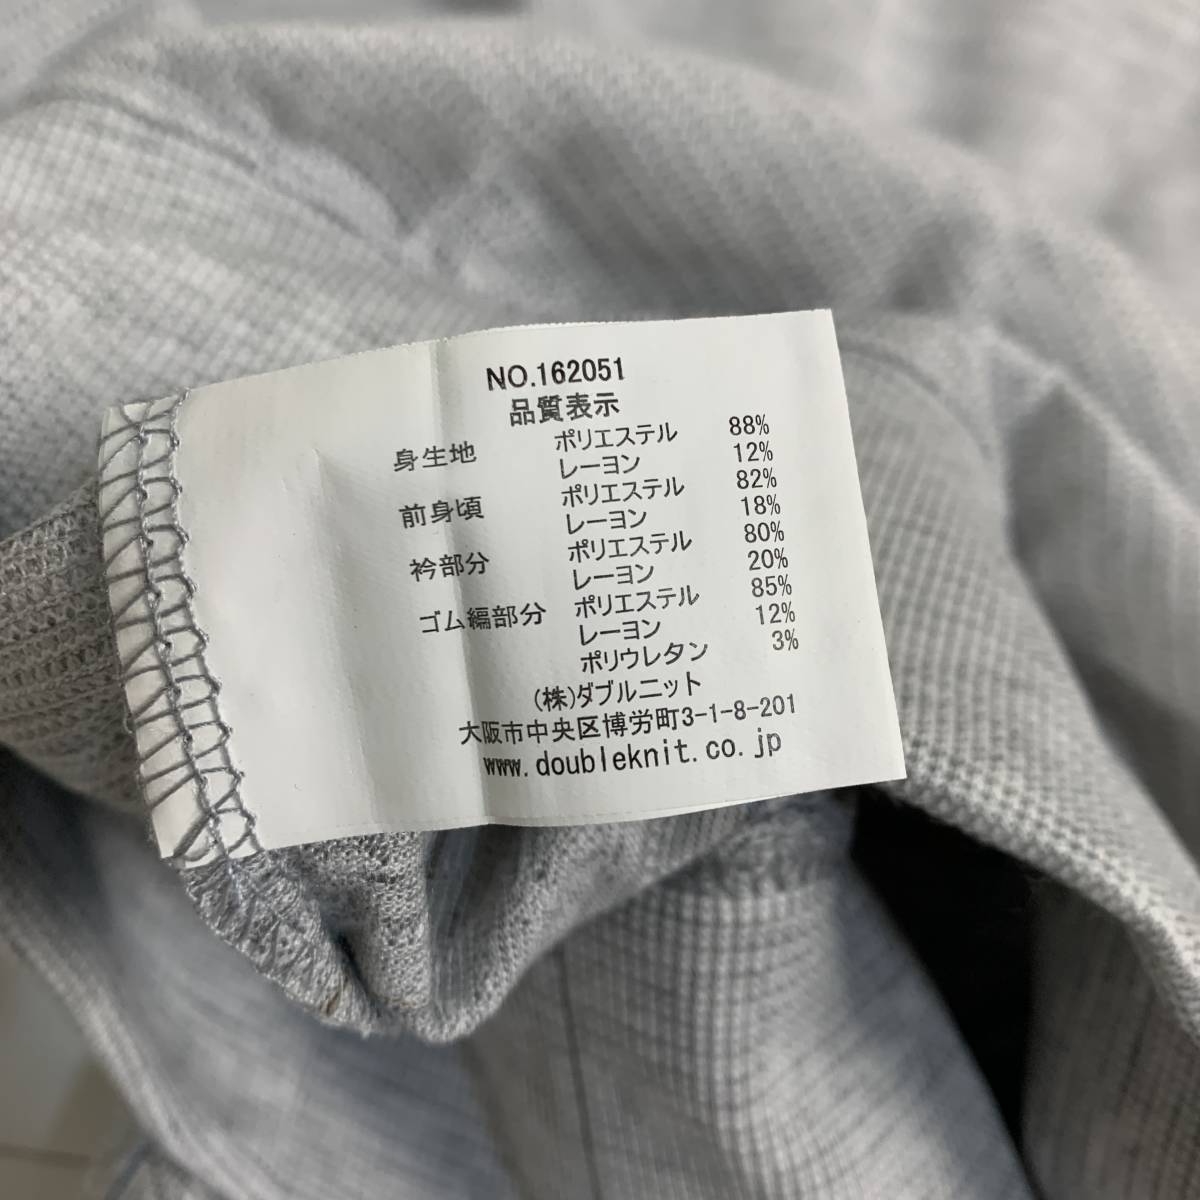 NO.162051
品質表示
身生地 ポリエステル 88%
レーヨン 12%
前身頃 ポリエステル 82%
レーヨン 18%
衿部分 ポリエステル 80%
レーヨン 20%
ゴム編部分 ポリエステル 85%
レーヨン 12%
ポリウレタン 3%
(株)ダブルニット
大阪市中央区博労町3-1-8-201
www.doubleknit.co.jp